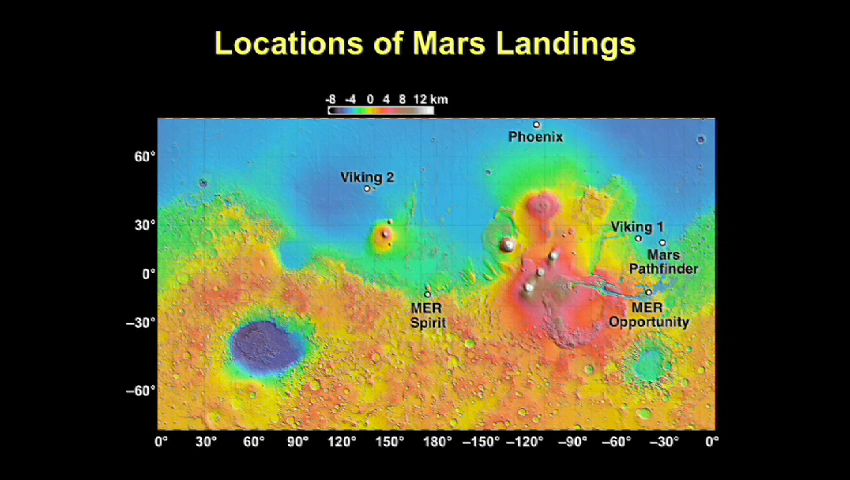 Locations of Mars Landings
-8 -4 0 4 8 12 km
Phoenix
60°
Viking 2
30°
Viking 1
Mars
Pathfinder
0°
MER
Spirit
MER
Opportunity
–30°
–60°
0° 30° 60° 90° 120° 150° 180° –150° –120° –90° –60° –30° 0°